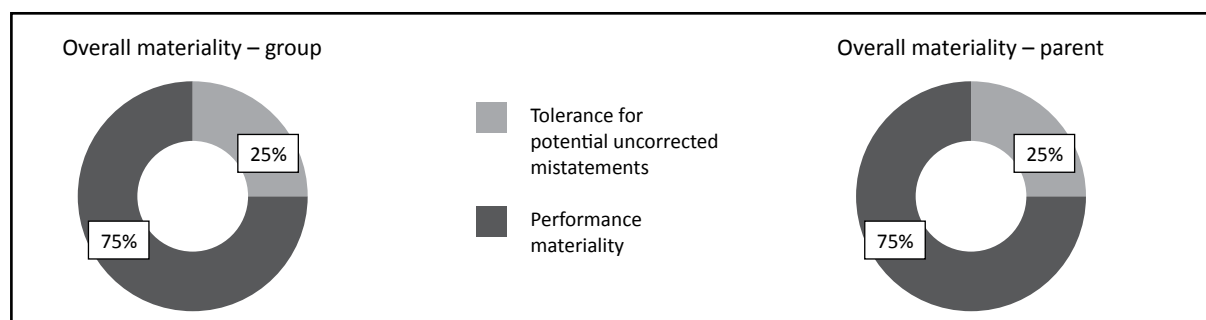 Overall materiality – group
25%
75%
Tolerance for
potential uncorrected
mistatements
Performance
materiality
Overall materiality – parent
25%
75%